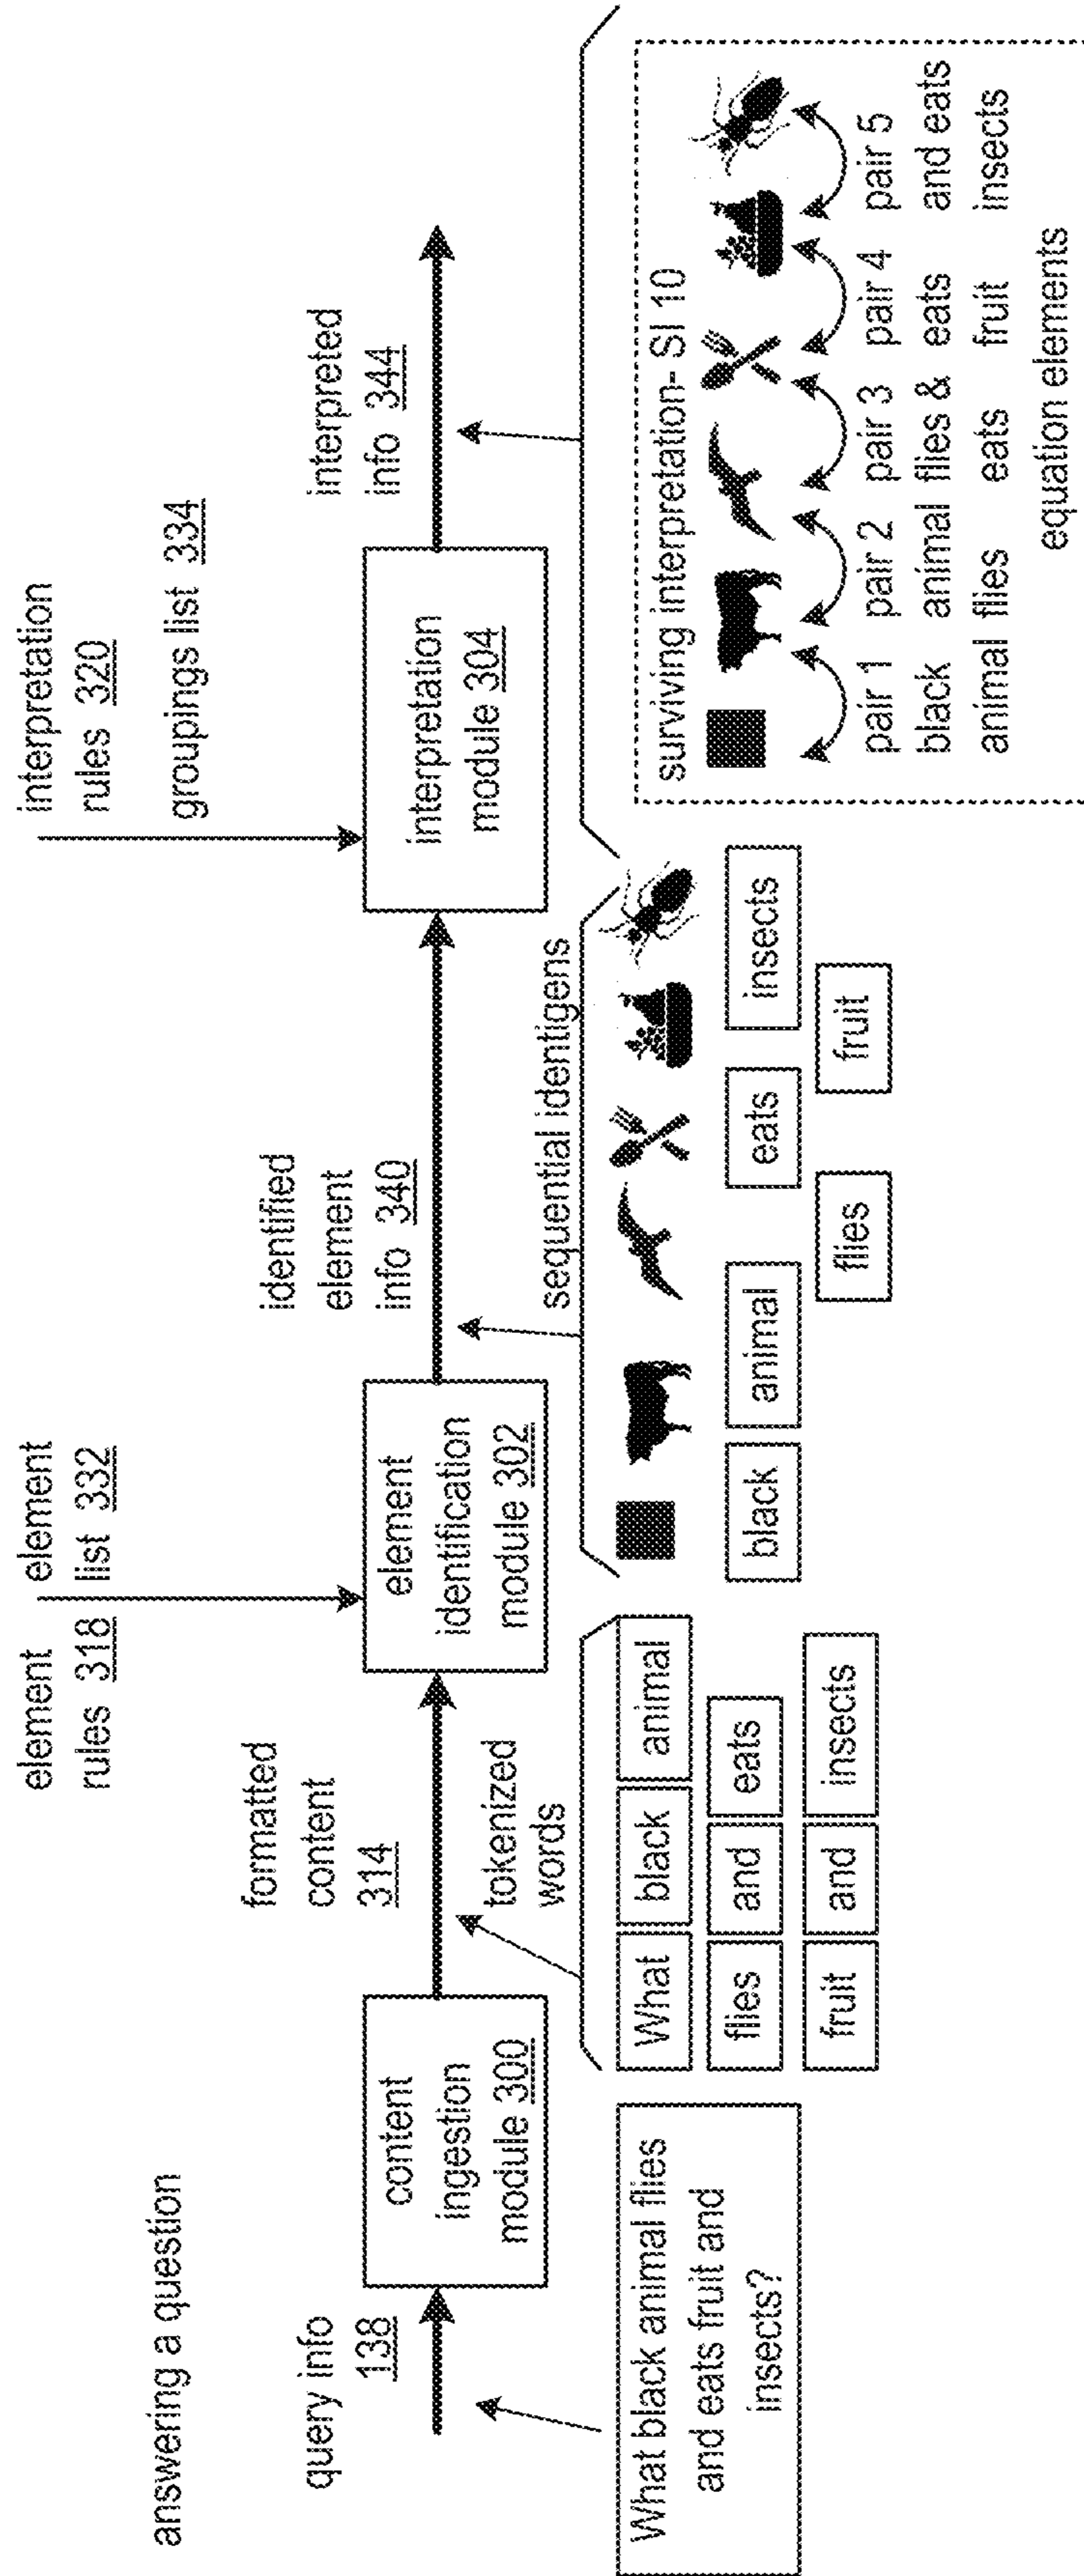 answering a question
query info
138
content
ingestion
module 300
What black animal flies
and eats fruit and
insects?
formatted
content
314
tokenized
words
What black animal
flies and eats
fruit and insects
element
rules 318
element
list 332
element
identification
module 302
identified
element
info 340
sequential identigens
black
animal
flies
eats
fruit
insects
interpretation
rules 320
groupings list 334
interpretation
module 304
interpreted
info 344
surviving interpretation- SI 10
pair 1 pair 2 pair 3 pair 4 pair 5
black animal flies & eats and eats
animal flies eats fruit insects
equation elements